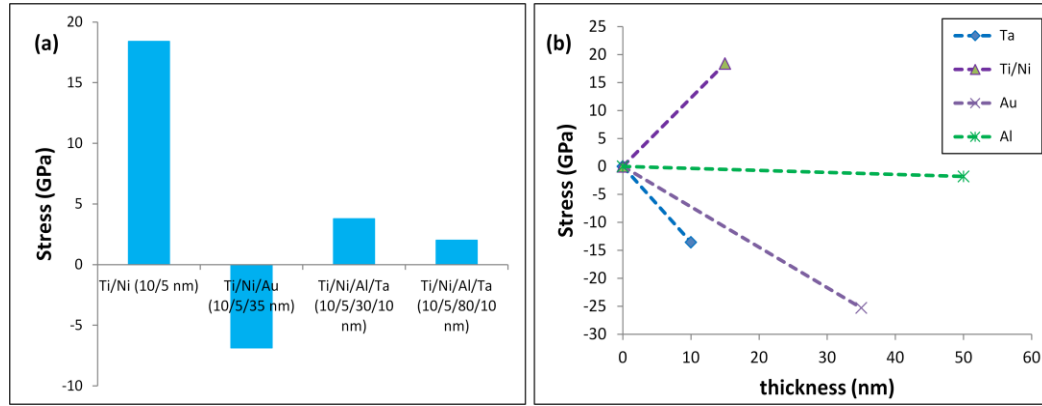 (a)
Stress (GPa)
20
15
10
5
0
-5
-10
Ti/Ni (10/5 nm)
Ti/Ni/Au
(10/5/35 nm)
Ti/Ni/Al/Ta
(10/5/30/10
nm)
Ti/Ni/Al/Ta
(10/5/80/10
nm)
(b)
Stress (GPa)
25
20
15
10
5
0
-5
-10
-15
-20
-25
-30
0
10
20
30
40
50
60
thickness (nm)
Ta
Ti/Ni
Au
Al